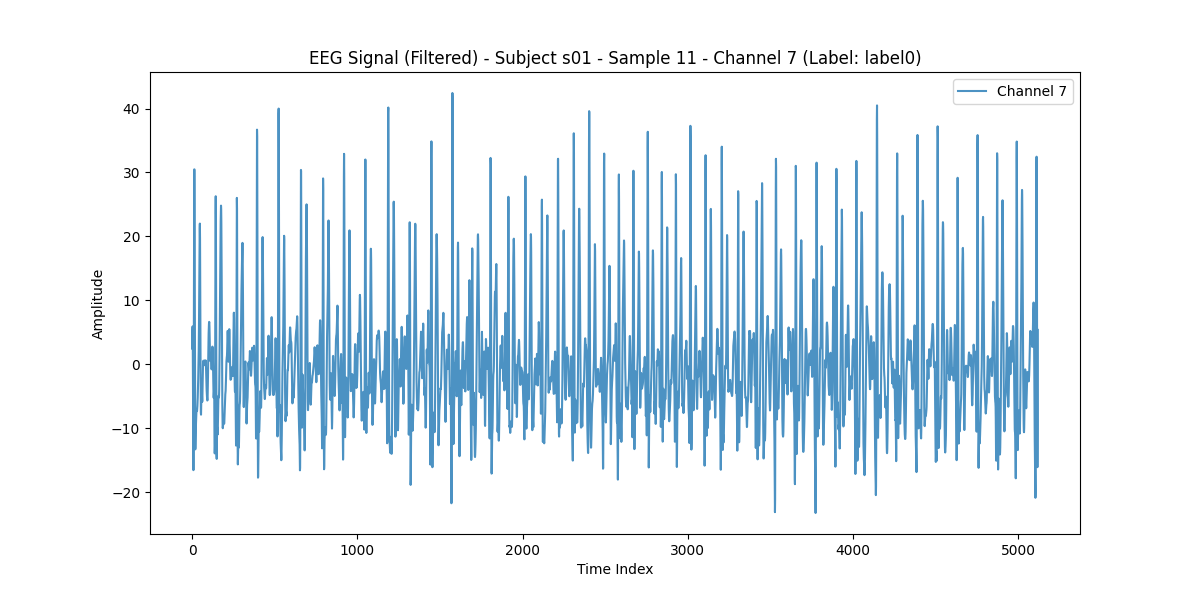 EEG Signal (Filtered) - Subject s01 - Sample 11 - Channel 7 (Label: label0)
Channel 7
40
30
20
10
0
−10
−20
Amplitude
0 1000 2000 3000 4000 5000
Time Index